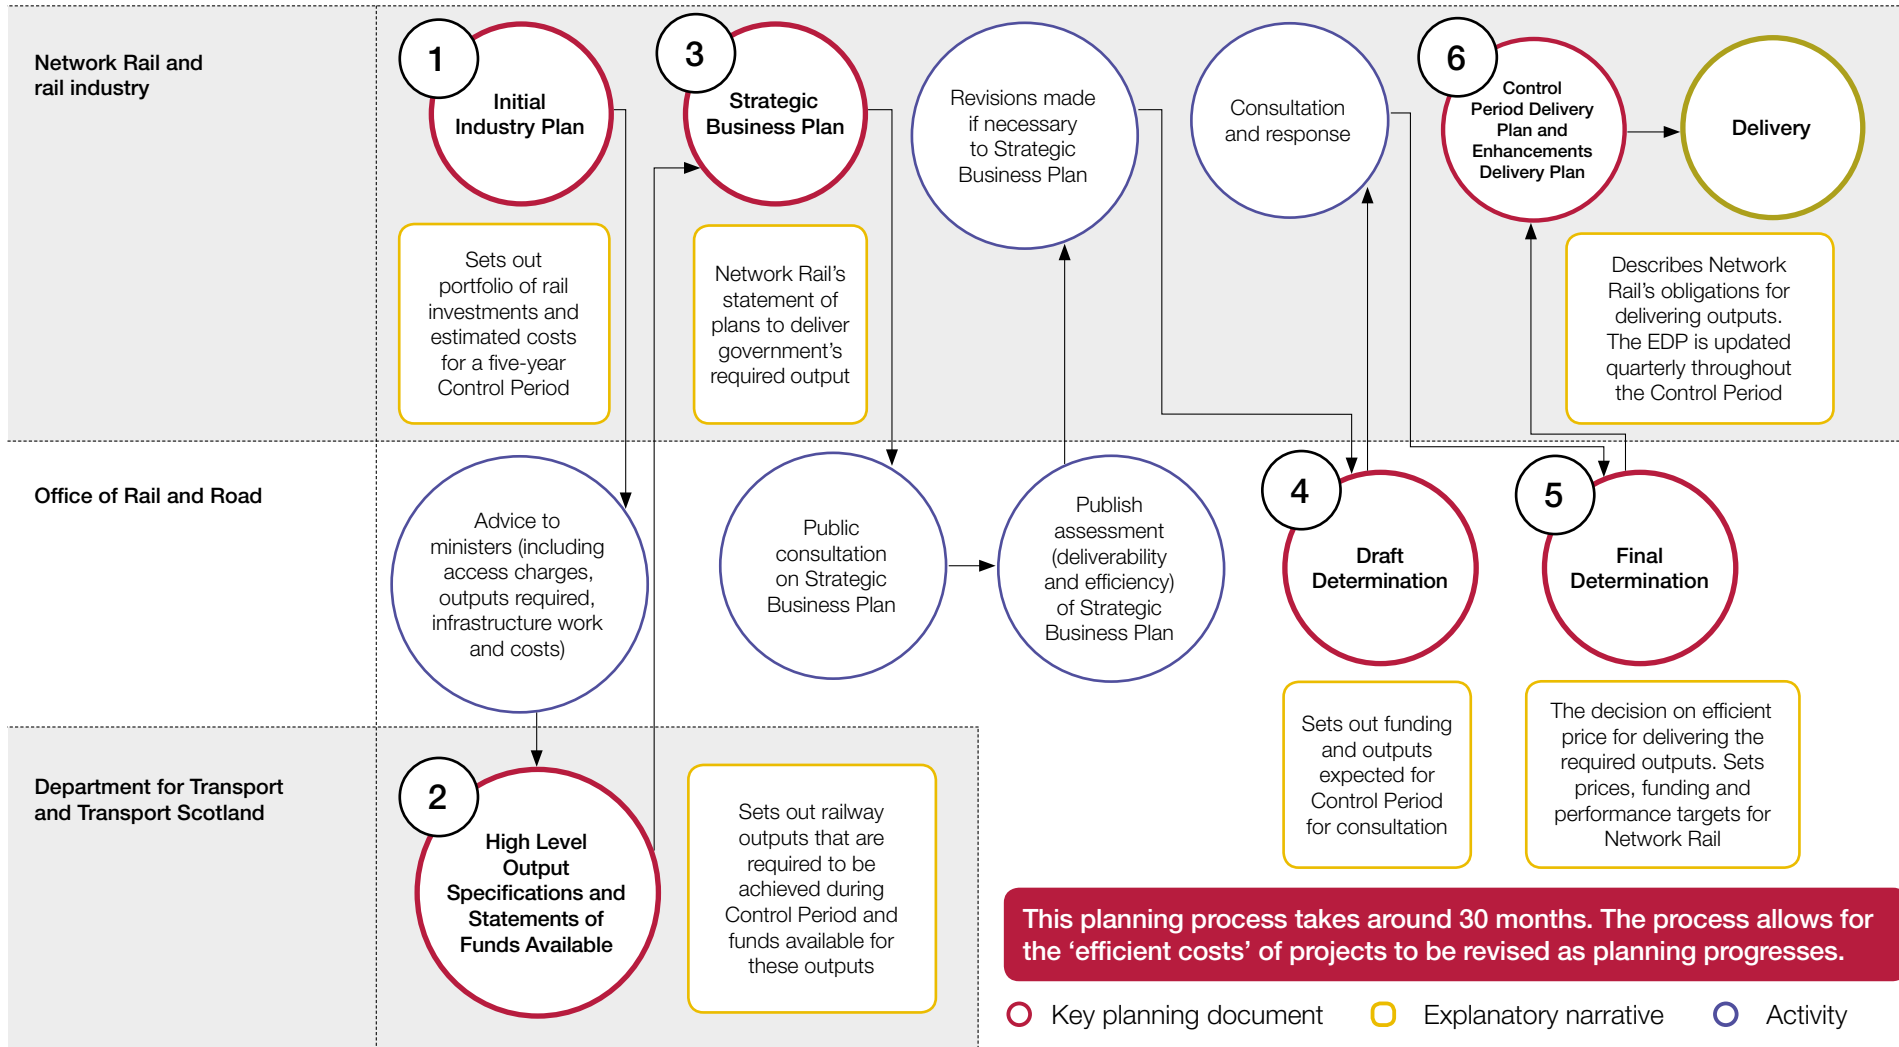 Network Rail and
rail industry
1
Initial
Industry Plan
Sets out
portfolio of rail
investments and
estimated costs
for a five-year
Control Period
3
Strategic
Business Plan
Network Rail's
statement of
plans to deliver
government's
required output
Revisions made
if necessary
to Strategic
Business Plan
Consultation
and response
6
Control
Period Delivery
Plan and
Enhancements
Delivery Plan
Delivery
Describes Network
Rail's obligations for
delivering outputs.
The EDP is updated
quarterly throughout
the Control Period
Office of Rail and Road
Advice to
ministers (including
access charges,
outputs required,
infrastructure work
and costs)
Public
consultation
on Strategic
Business Plan
Publish
assessment
(deliverability
and efficiency)
of Strategic
Business Plan
4
Draft
Determination
Sets out funding
and outputs
expected for
Control Period
for consultation
5
Final
Determination
The decision on efficient
price for delivering the
required outputs. Sets
prices, funding and
performance targets for
Network Rail
Department for Transport
and Transport Scotland
2
High Level
Output
Specifications and
Statements of
Funds Available
Sets out railway
outputs that are
required to be
achieved during
Control Period and
funds available for
these outputs
This planning process takes around 30 months. The process allows for
the 'efficient costs' of projects to be revised as planning progresses.
Key planning document
Explanatory narrative
Activity